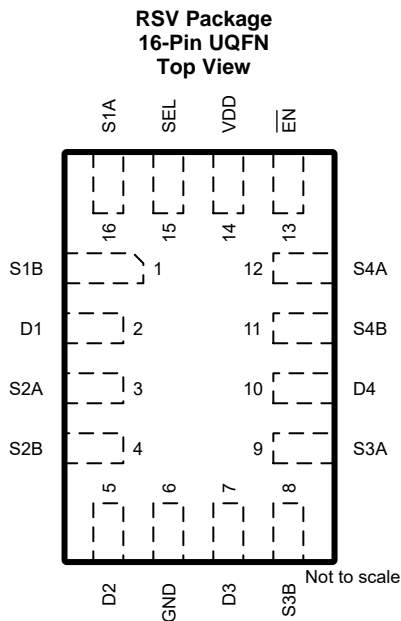 RSV Package
16-Pin UQFN
Top View
S1A
SEL
VDD
E̅N̅
16
15
14
13
S1B
1
12
S4A
D1
2
11
S4B
S2A
3
10
D4
S2B
4
9
S3A
5
6
7
8
D2
GND
D3
S3B
Not to scale